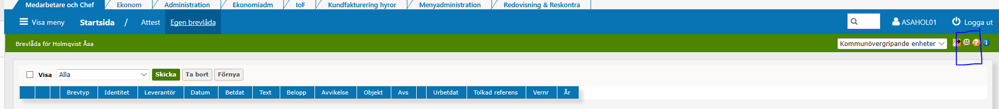 Medarbetare och Chef Ekonom Administration Ekonomiadm IoF Kundfakturering hyror Menyadministration Redovisning & Reskontra
Visa meny Startsida / Attest Egen brevlåda ASAHOL01 Logga ut
Brevlåda för Holmqvist Åsa Kommunövergripande enheter
Visa Alla Skicka Ta bort Förnya
Brevtyp Identitet Leverantör Datum Betdat Text Belopp Avvikelse Objekt Avs Urbetdat Tolkad referens Vernr År